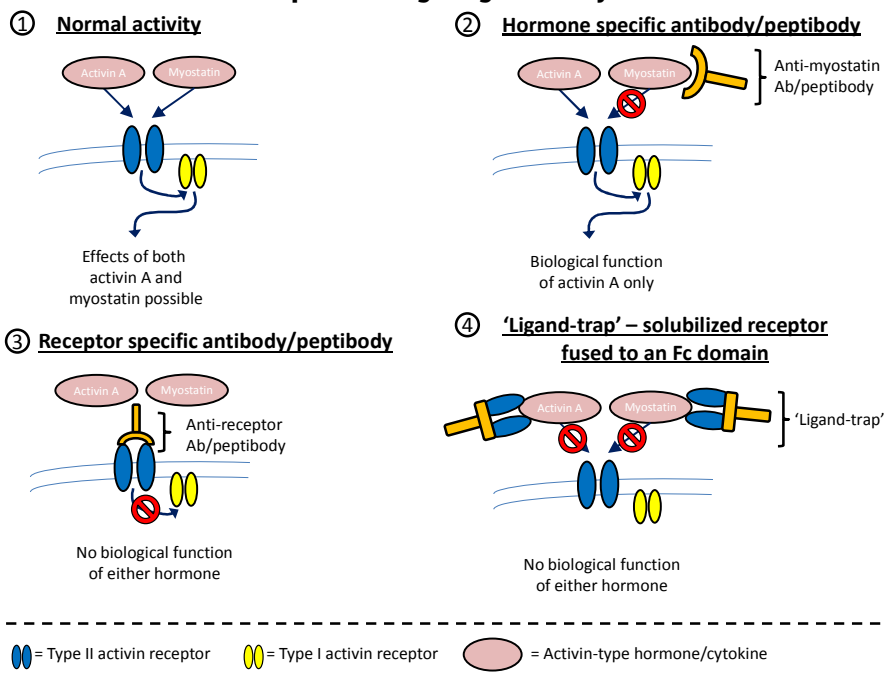 ① Normal activity
Activin A
Myostatin
Effects of both
activin A and
myostatin possible
② Hormone specific antibody/peptibody
Activin A
Myostatin
Anti-myostatin
Ab/peptibody
Biological function
of activin A only
③ Receptor specific antibody/peptibody
Activin A
Myostatin
Anti-receptor
Ab/peptibody
No biological function
of either hormone
④ ‘Ligand-trap’ – solubilized receptor
fused to an Fc domain
Activin A
Myostatin
‘Ligand-trap’
No biological function
of either hormone
= Type II activin receptor
= Type I activin receptor
= Activin-type hormone/cytokine